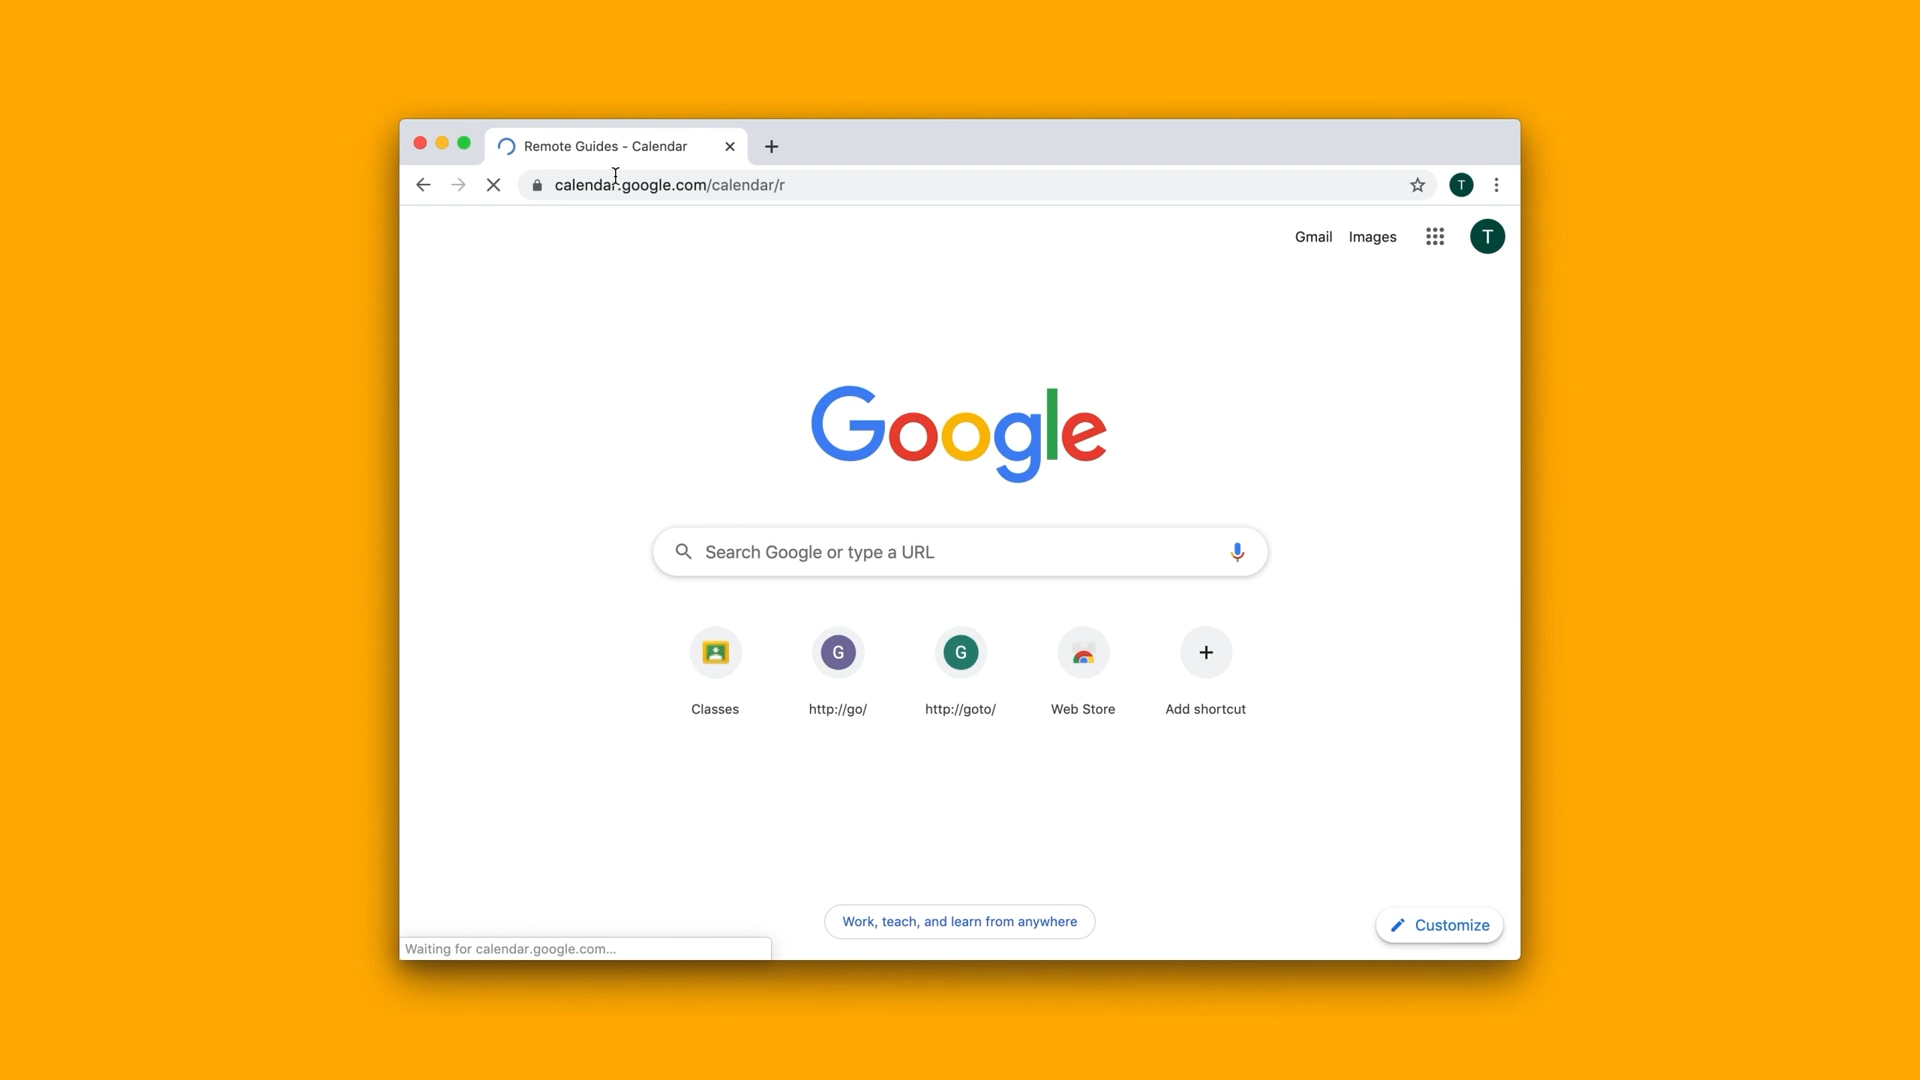 Remote Guides - Calendar
calendar.google.com/calendar/r
T
Gmail Images
T
Google
Search Google or type a URL
G G
Classes http://go/ http://goto/ Web Store Add shortcut
Work, teach, and learn from anywhere
Customize
Waiting for calendar.google.com...